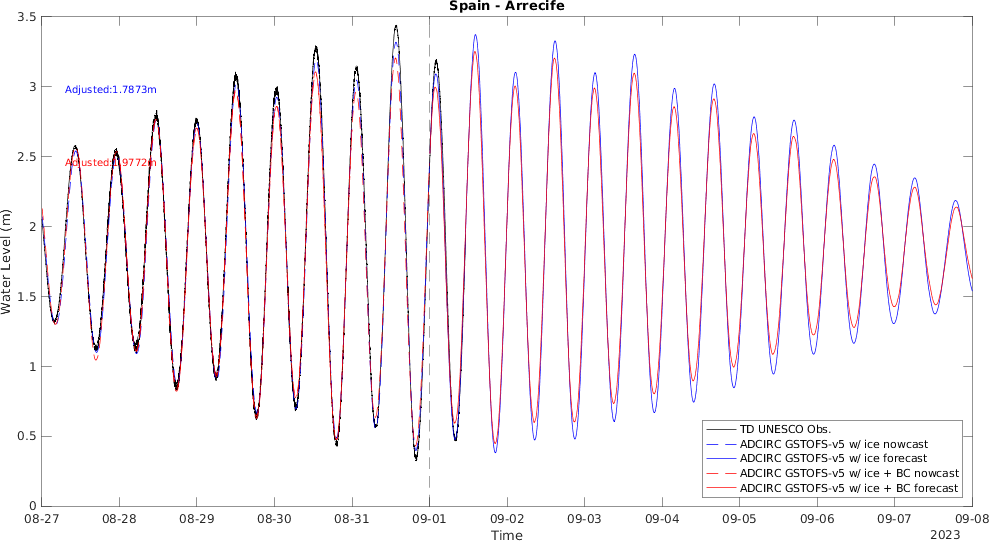 Spain - Arrecife
3.5
3
2.5
2
1.5
1
0.5
0
Water Level (m)
Adjusted:1.7873m
Adjusted:1.9772m
TD UNESCO Obs.
ADCIRC GSTOFS-v5 w/ ice nowcast
ADCIRC GSTOFS-v5 w/ ice forecast
ADCIRC GSTOFS-v5 w/ ice + BC nowcast
ADCIRC GSTOFS-v5 w/ ice + BC forecast
08-27 08-28 08-29 08-30 08-31 09-01 09-02 09-03 09-04 09-05 09-06 09-07 09-08
Time
2023